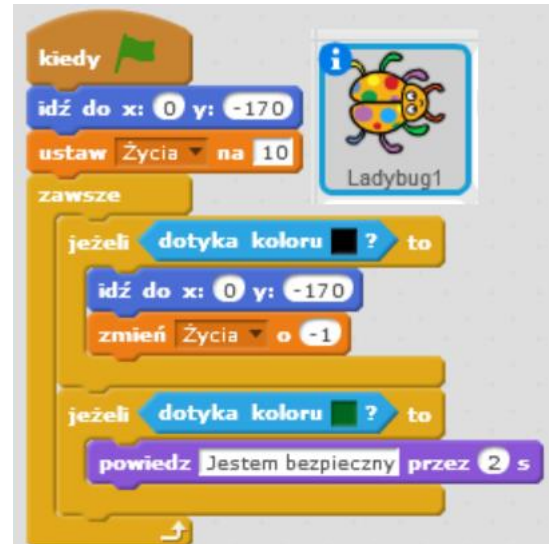 kiedy
idź do x: 0 y: -170
ustaw Życia na 10
Ladybug1
zawsze
jeżeli dotyka koloru ? to
idź do x: 0 y: -170
zmień Życia o -1
jeżeli dotyka koloru ? to
powiedz Jestem bezpieczny przez 2 s